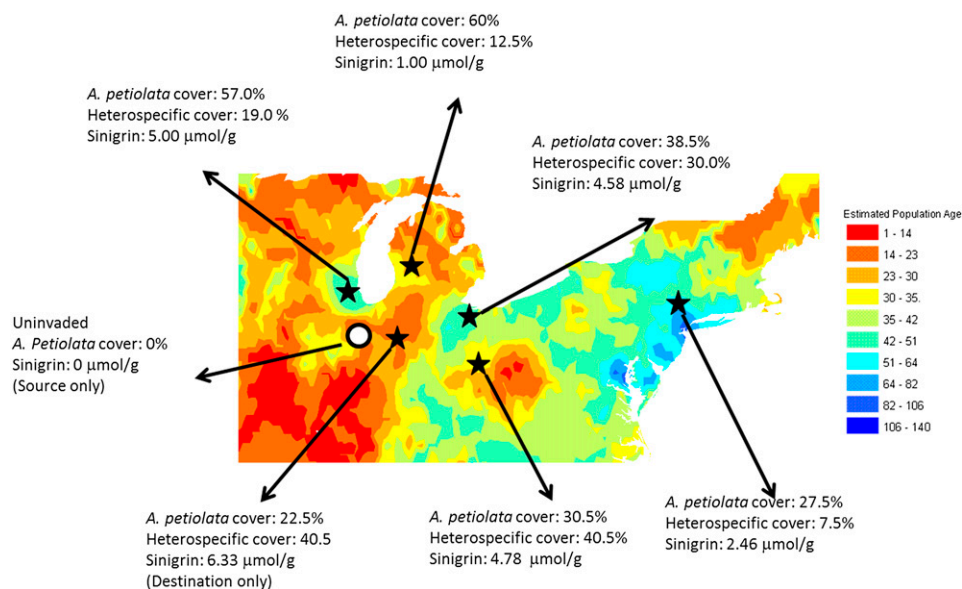 A. petiolata cover: 60%
Heterospecific cover: 12.5%
Sinigrin: 1.00 µmol/g
A. petiolata cover: 57.0%
Heterospecific cover: 19.0 %
Sinigrin: 5.00 µmol/g
A. petiolata cover: 38.5%
Heterospecific cover: 30.0%
Sinigrin: 4.58 µmol/g
Estimated Population Age
1 - 14
14 - 23
23 - 30
30 - 35.
35 - 42
42 - 51
51 - 64
64 - 82
82 - 106
106 - 140
Uninvaded
A. Petiolata cover: 0%
Sinigrin: 0 µmol/g
(Source only)
A. petiolata cover: 22.5%
Heterospecific cover: 40.5
Sinigrin: 6.33 µmol/g
(Destination only)
A. petiolata cover: 30.5%
Heterospecific cover: 40.5%
Sinigrin: 4.78 µmol/g
A. petiolata cover: 27.5%
Heterospecific cover: 7.5%
Sinigrin: 2.46 µmol/g